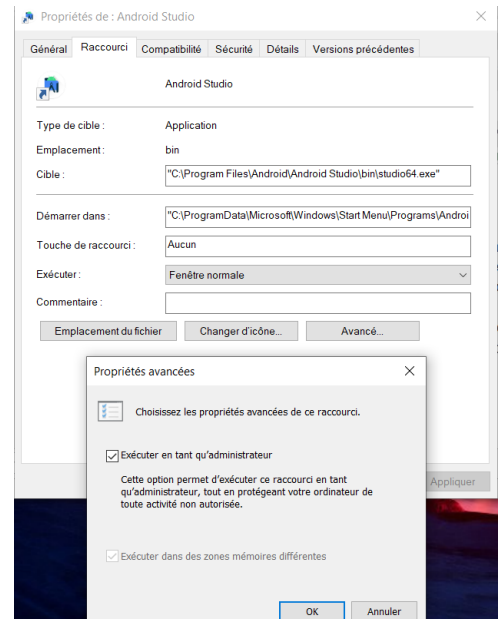 Propriétés de : Android Studio
Général Raccourci Compatibilité Sécurité Détails Versions précédentes
Android Studio
Type de cible : Application
Emplacement : bin
Cible : "C:\Program Files\Android\Android Studio\bin\studio64.exe"
Démarrer dans : "C:\ProgramData\Microsoft\Windows\Start Menu\Programs\Androi
Touche de raccourci : Aucun
Exécuter : Fenêtre normale
Commentaire :
Emplacement du fichier Changer d'icône... Avancé...
Propriétés avancées
Choisissez les propriétés avancées de ce raccourci.
Exécuter en tant qu'administrateur
Cette option permet d'exécuter ce raccourci en tant
qu'administrateur, tout en protégeant votre ordinateur de
toute activité non autorisée.
Appliquer
Exécuter dans des zones mémoires différentes
OK Annuler